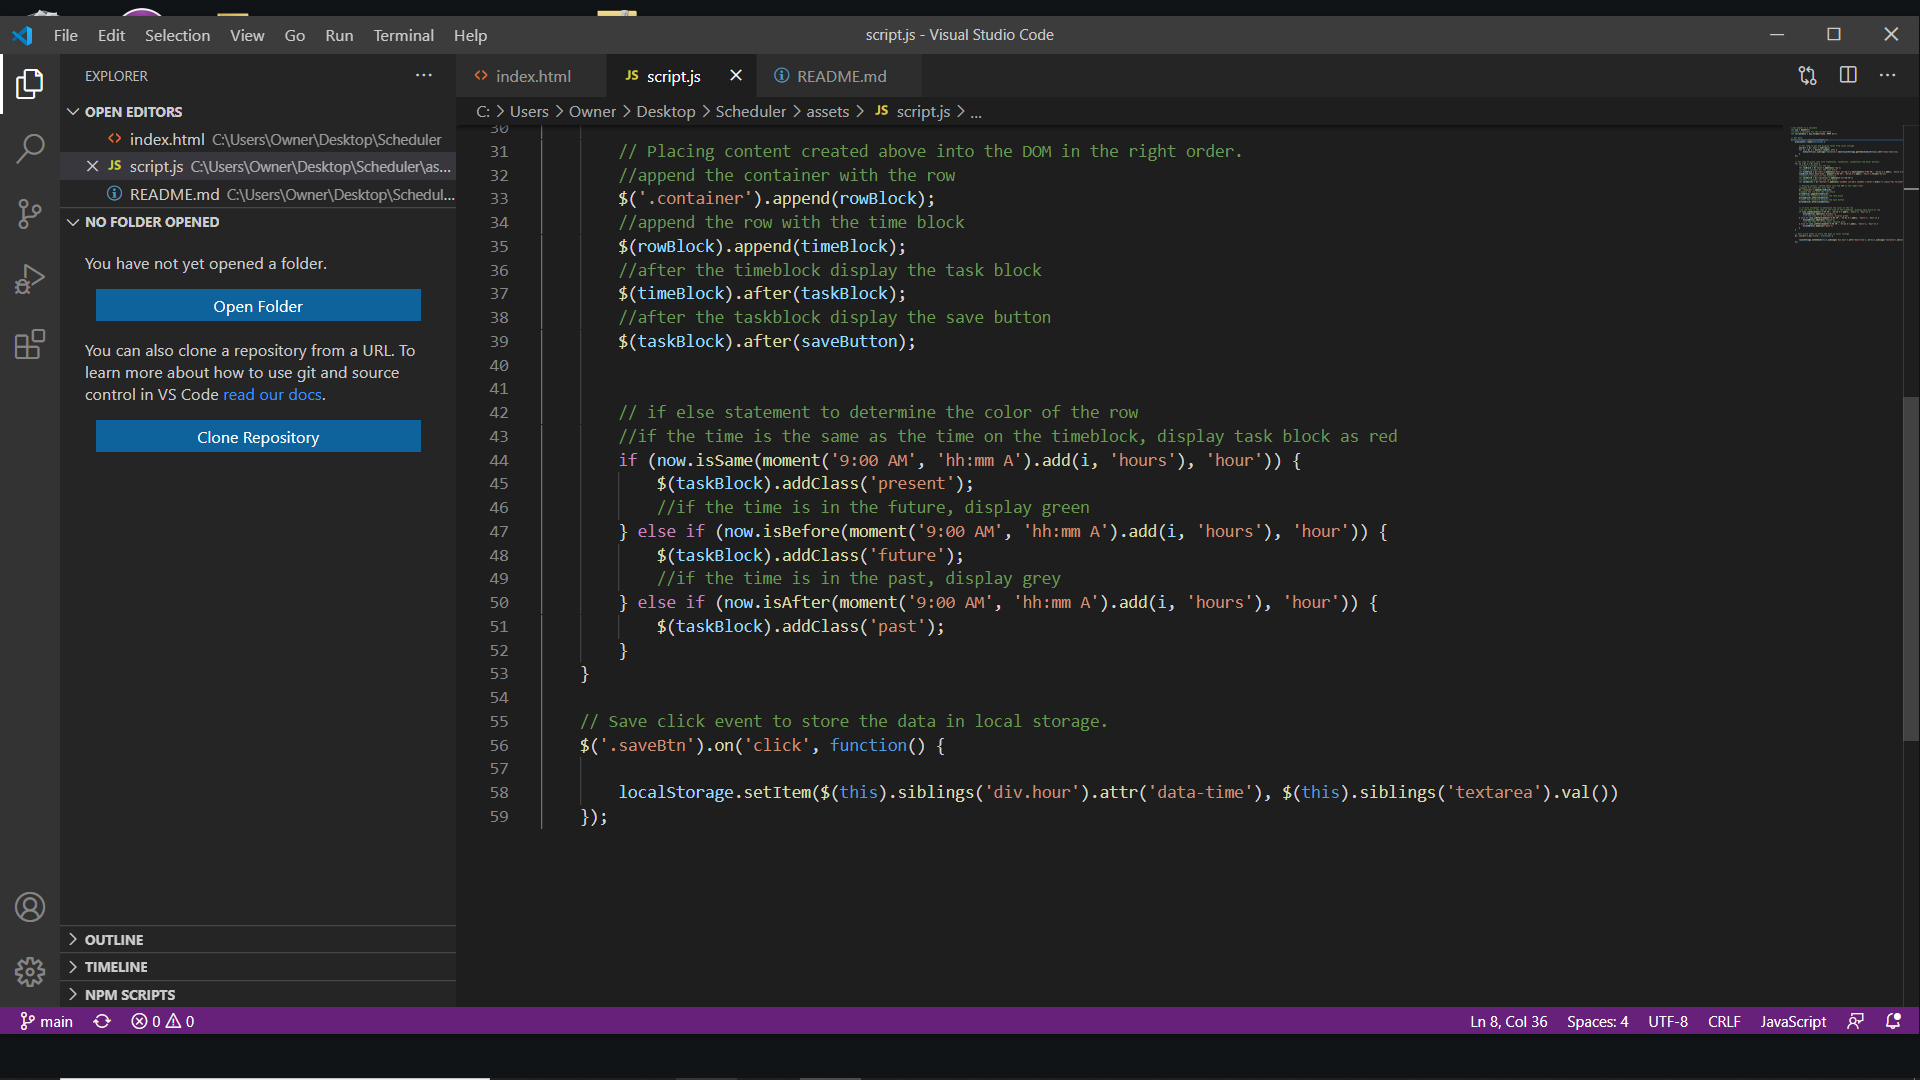 File Edit Selection View Go Run Terminal Help
script.js - Visual Studio Code
EXPLORER
OPEN EDITORS
index.html C:\Users\Owner\Desktop\Scheduler
JS script.js C:\Users\Owner\Desktop\Scheduler\as...
README.md C:\Users\Owner\Desktop\Schedul...
NO FOLDER OPENED
You have not yet opened a folder.
Open Folder
You can also clone a repository from a URL. To
learn more about how to use git and source
control in VS Code read our docs.
Clone Repository
OUTLINE
TIMELINE
NPM SCRIPTS
index.html JS script.js README.md
C: > Users > Owner > Desktop > Scheduler > assets > JS script.js > ...
30
31 // Placing content created above into the DOM in the right order.
32 //append the container with the row
33 $('.container').append(rowBlock);
34 //append the row with the time block
35 $(rowBlock).append(timeBlock);
36 //after the timeblock display the task block
37 $(timeBlock).after(taskBlock);
38 //after the taskblock display the save button
39 $(taskBlock).after(saveButton);
40
41
42 // if else statement to determine the color of the row
43 //if the time is the same as the time on the timeblock, display task block as red
44 if (now.isSame(moment('9:00 AM', 'hh:mm A').add(i, 'hours'), 'hour')) {
45 $(taskBlock).addClass('present');
46 //if the time is in the future, display green
47 } else if (now.isBefore(moment('9:00 AM', 'hh:mm A').add(i, 'hours'), 'hour')) {
48 $(taskBlock).addClass('future');
49 //if the time is in the past, display grey
50 } else if (now.isAfter(moment('9:00 AM', 'hh:mm A').add(i, 'hours'), 'hour')) {
51 $(taskBlock).addClass('past');
52 }
53 }
54
55 // Save click event to store the data in local storage.
56 $('.saveBtn').on('click', function() {
57
58 localStorage.setItem($(this).siblings('div.hour').attr('data-time'), $(this).siblings('textarea').val())
59 });
main 0 0
Ln 8, Col 36 Spaces: 4 UTF-8 CRLF JavaScript